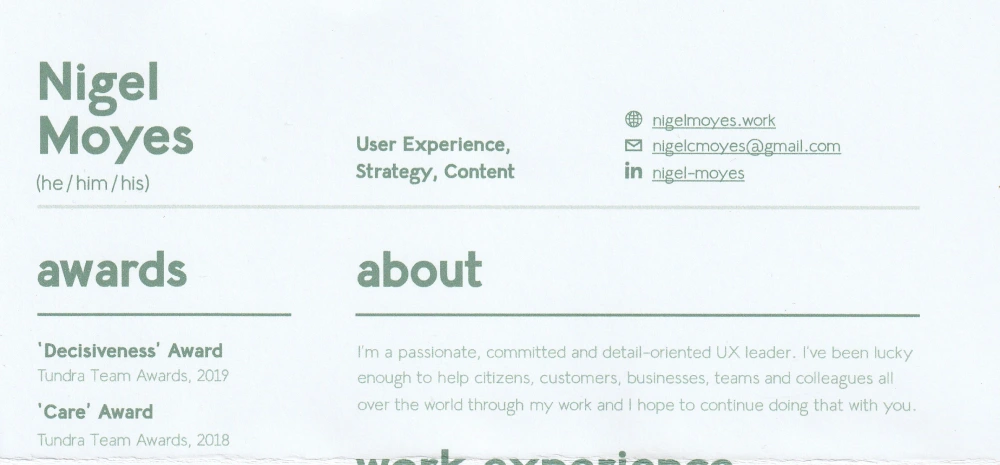 Nigel
Moyes
(he/him/his)
User Experience,
Strategy, Content
nigelmoyes.work
nigelcmoyes@gmail.com
in nigel-moyes
awards
'Decisiveness' Award
Tundra Team Awards, 2019
'Care' Award
Tundra Team Awards, 2018
about
I'm a passionate, committed and detail-oriented UX leader. I've been lucky
enough to help citizens, customers, businesses, teams and colleagues all
over the world through my work and I hope to continue doing that with you.
work experience